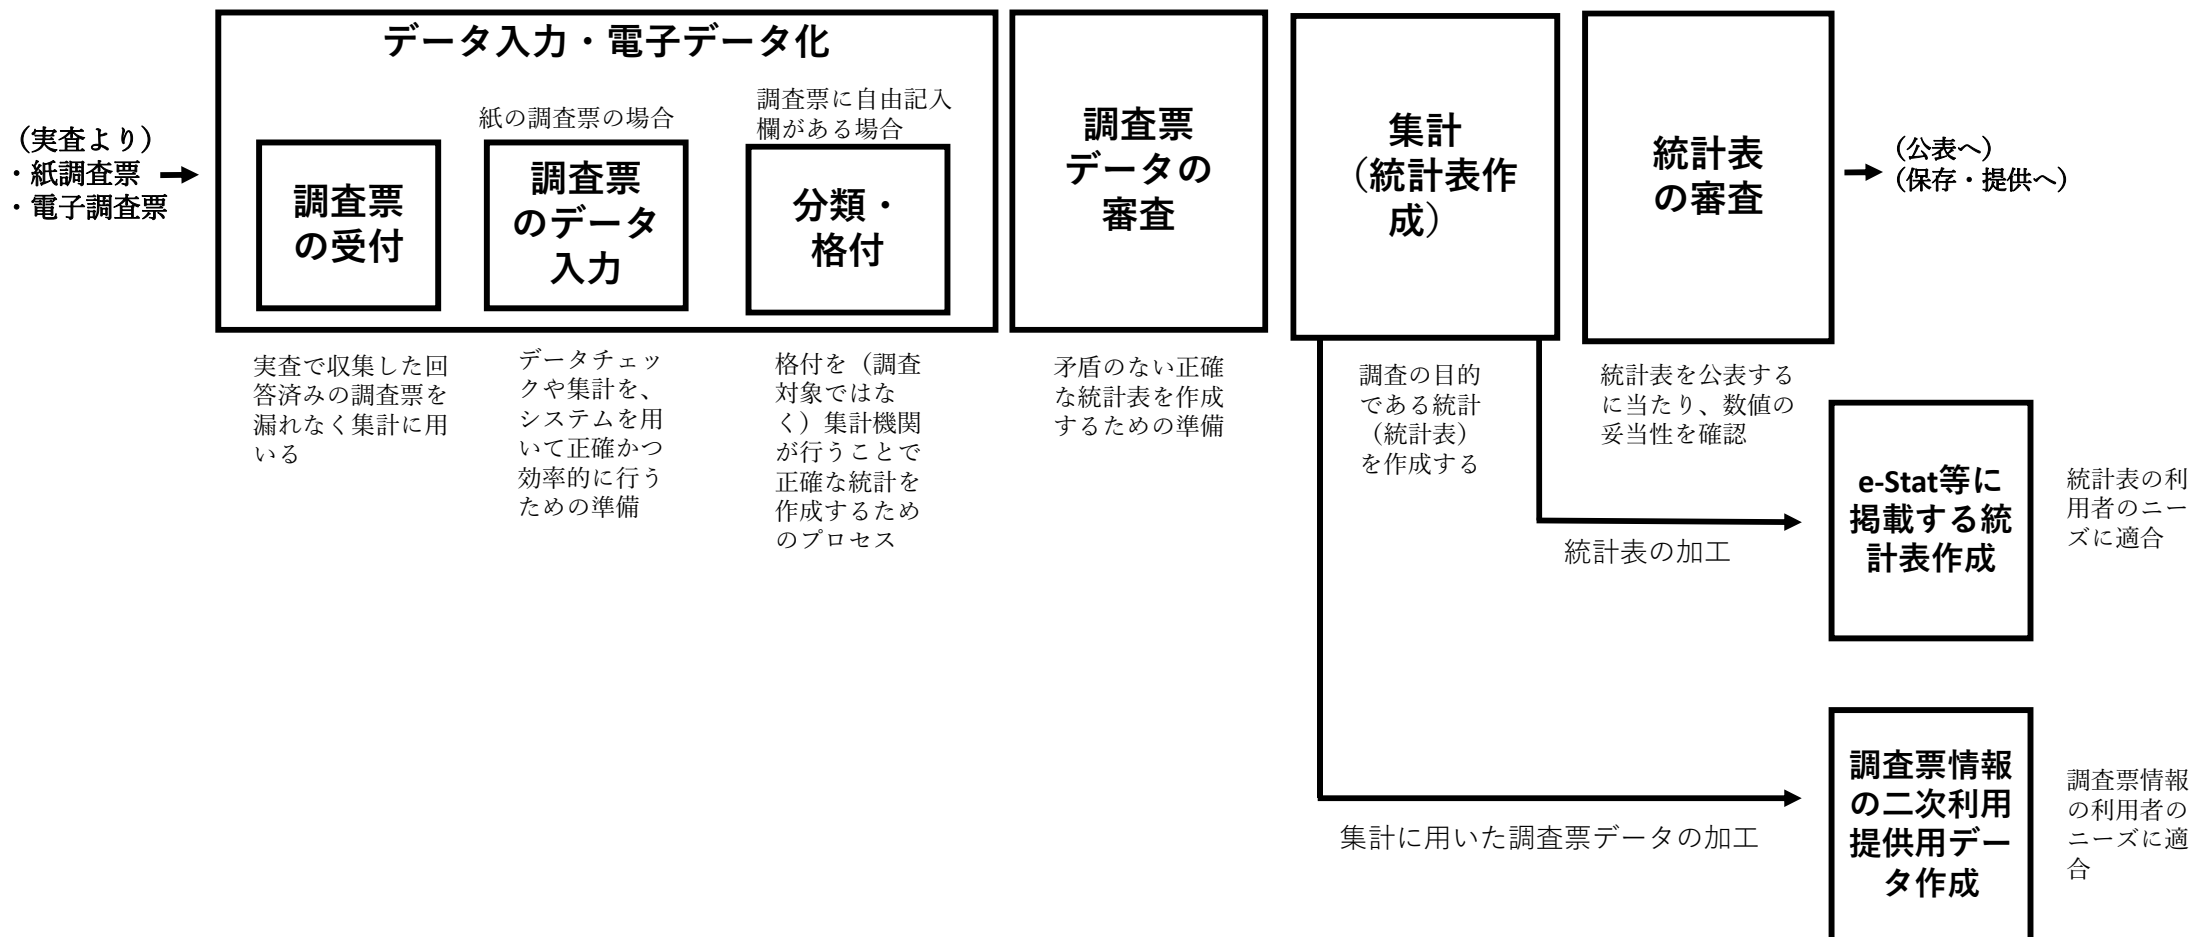 データ入力・電子データ化
(実査より)
・紙調査票
・電子調査票
調査票
の受付
紙の調査票の場合
調査票
のデータ
入力
調査票に自由記入
欄がある場合
分類・
格付
調査票
データの
審査
集計
（統計表作
成）
統計表
の審査
(公表へ)
(保存・提供へ)
実査で収集した回
答済みの調査票を
漏れなく集計に用
いる
データチェッ
クや集計を、
システムを用
いて正確かつ
効率的に行う
ための準備
格付を（調査
対象ではな
く）集計機関
が行うことで
正確な統計を
作成するため
のプロセス
矛盾のない正確
な統計表を作成
するための準備
調査の目的
である統計
（統計表）
を作成する
統計表を公表する
に当たり、数値の
妥当性を確認
統計表の加工
e-Stat等に
掲載する統
計表作成
統計表の利
用者のニー
ズに適合
集計に用いた調査票データの加工
調査票情報
の二次利用
提供用デー
タ作成
調査票情報
の利用者の
ニーズに適
合